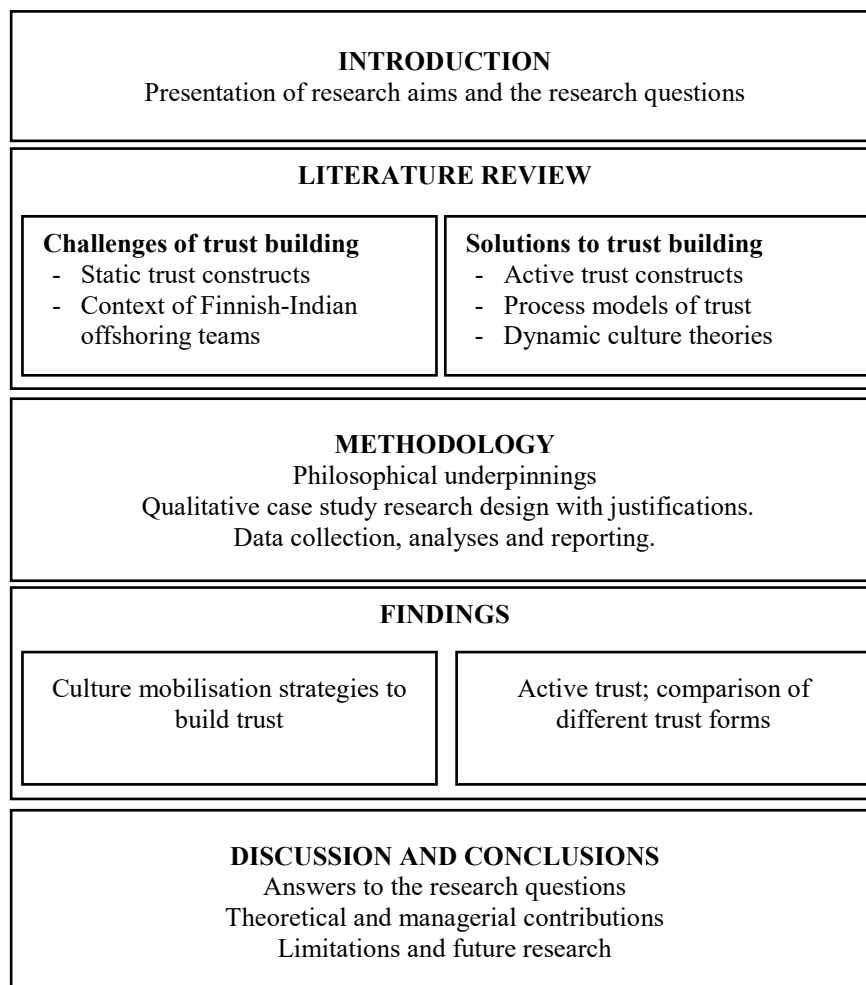 INTRODUCTION
Presentation of research aims and the research questions
LITERATURE REVIEW
Challenges of trust building
- Static trust constructs
- Context of Finnish-Indian
offshoring teams
Solutions to trust building
- Active trust constructs
- Process models of trust
- Dynamic culture theories
METHODOLOGY
Philosophical underpinnings
Qualitative case study research design with justifications.
Data collection, analyses and reporting.
FINDINGS
Culture mobilisation strategies to
build trust
Active trust; comparison of
different trust forms
DISCUSSION AND CONCLUSIONS
Answers to the research questions
Theoretical and managerial contributions
Limitations and future research